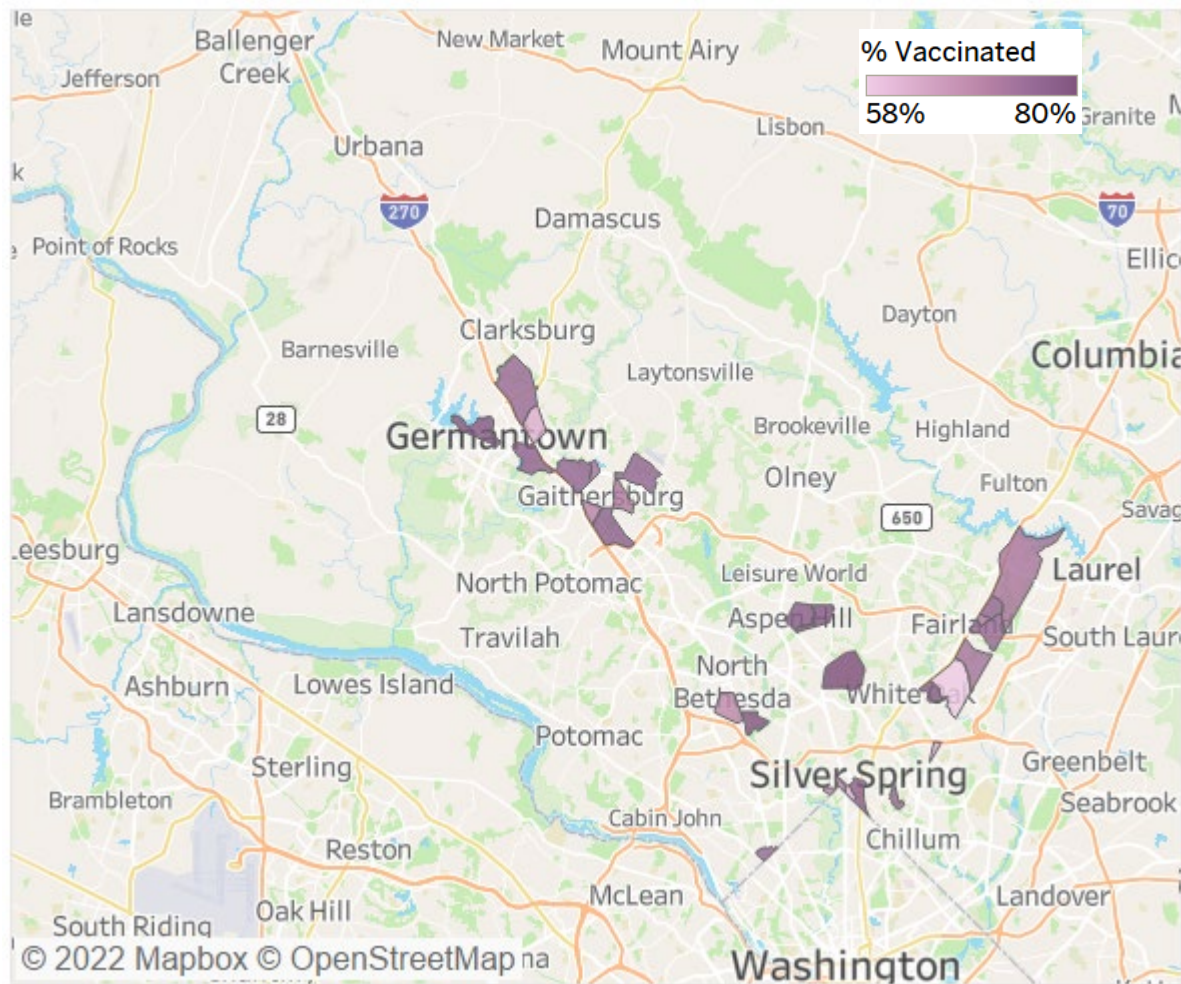 le
Ballenger
Creek
New Market
Mount Airy
% Vaccinated
58%
80%
Jefferson
Granite
Lisbon
Urbana
k
270
Damascus
70
Point of Rocks
Ellic
Clarksburg
Dayton
Barnesville
Columbia
Laytonsville
28
Germantown
Brookeville
Highland
Olney
Fulton
Gaithersburg
650
Savag
Leesburg
Leisure World
Laurel
North Potomac
Lansdowne
Aspen Hill
Fairland
South Laure
Travilah
North
Bethesda
Ashburn
Lowes Island
White Oak
Potomac
Sterling
Silver Spring
Greenbelt
Brambleton
Seabrook
Cabin John
Chillum
Reston
McLean
Landover
Oak Hill
South Riding
© 2022 Mapbox © OpenStreetMap
na
Washington